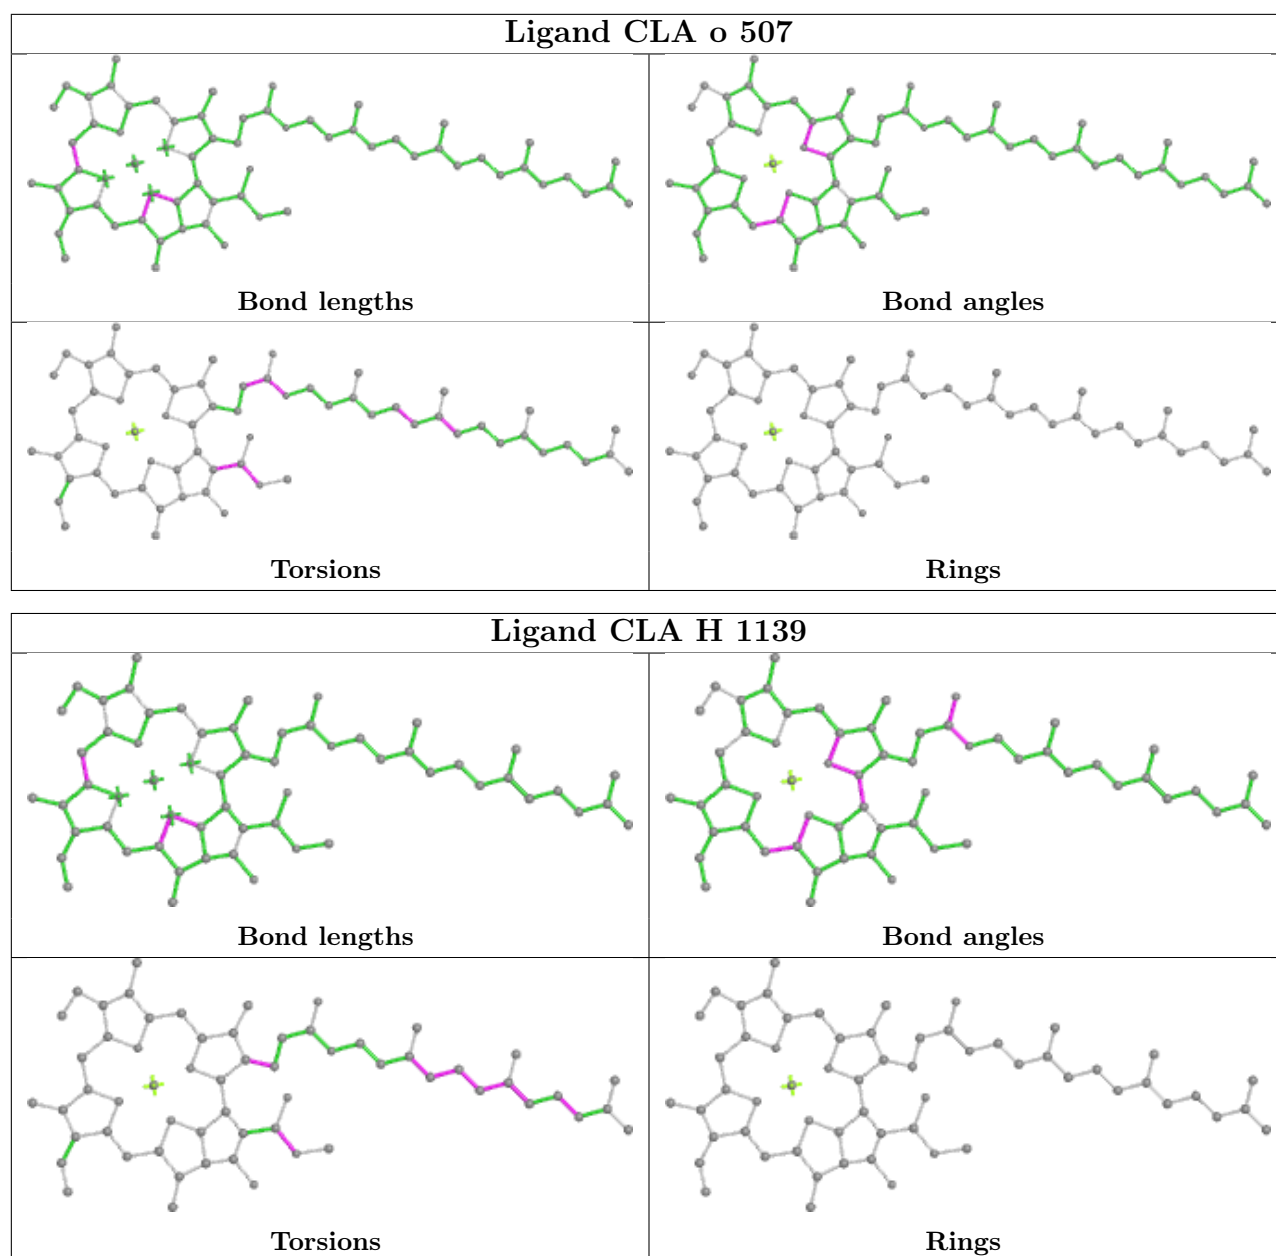 Ligand CLA o 507
Bond lengths
Bond angles
Torsions
Rings
Ligand CLA H 1139
Bond lengths
Bond angles
Torsions
Rings